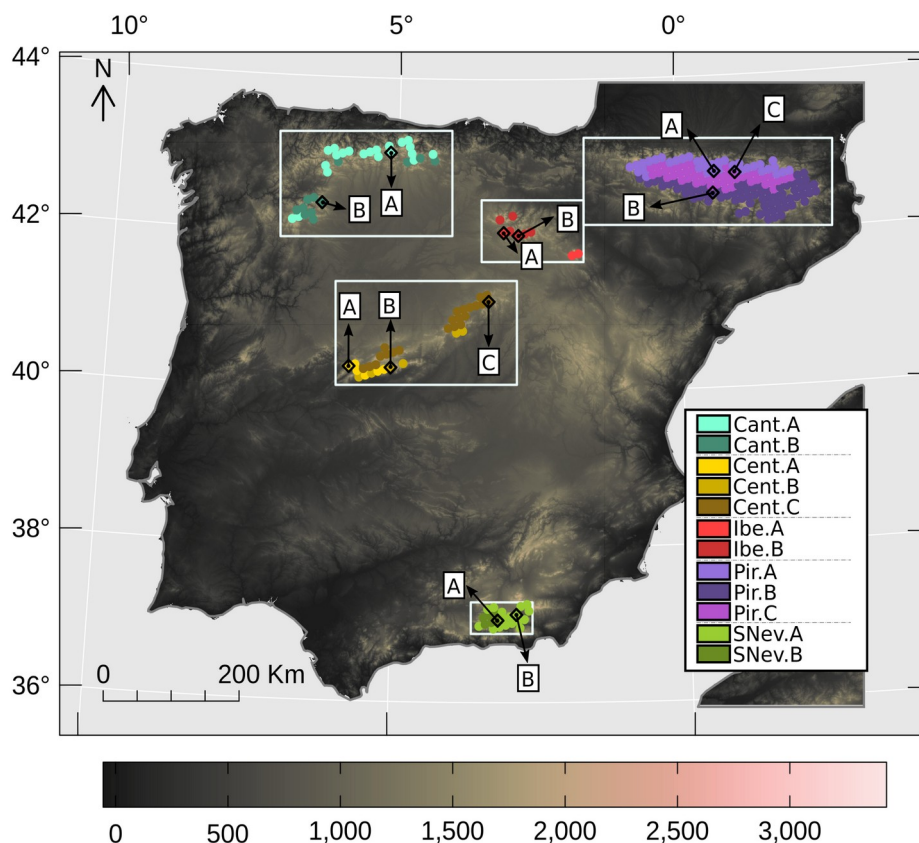 10° 5° 0°
44°
N
A C
B
A
B
42°
B
A
A B
C
40°
Cant.A
Cant.B
Cent.A
Cent.B
Cent.C
Ibe.A
Ibe.B
Pir.A
Pir.B
Pir.C
SNev.A
SNev.B
38°
A
B
0 200 Km
36°
0 500 1,000 1,500 2,000 2,500 3,000